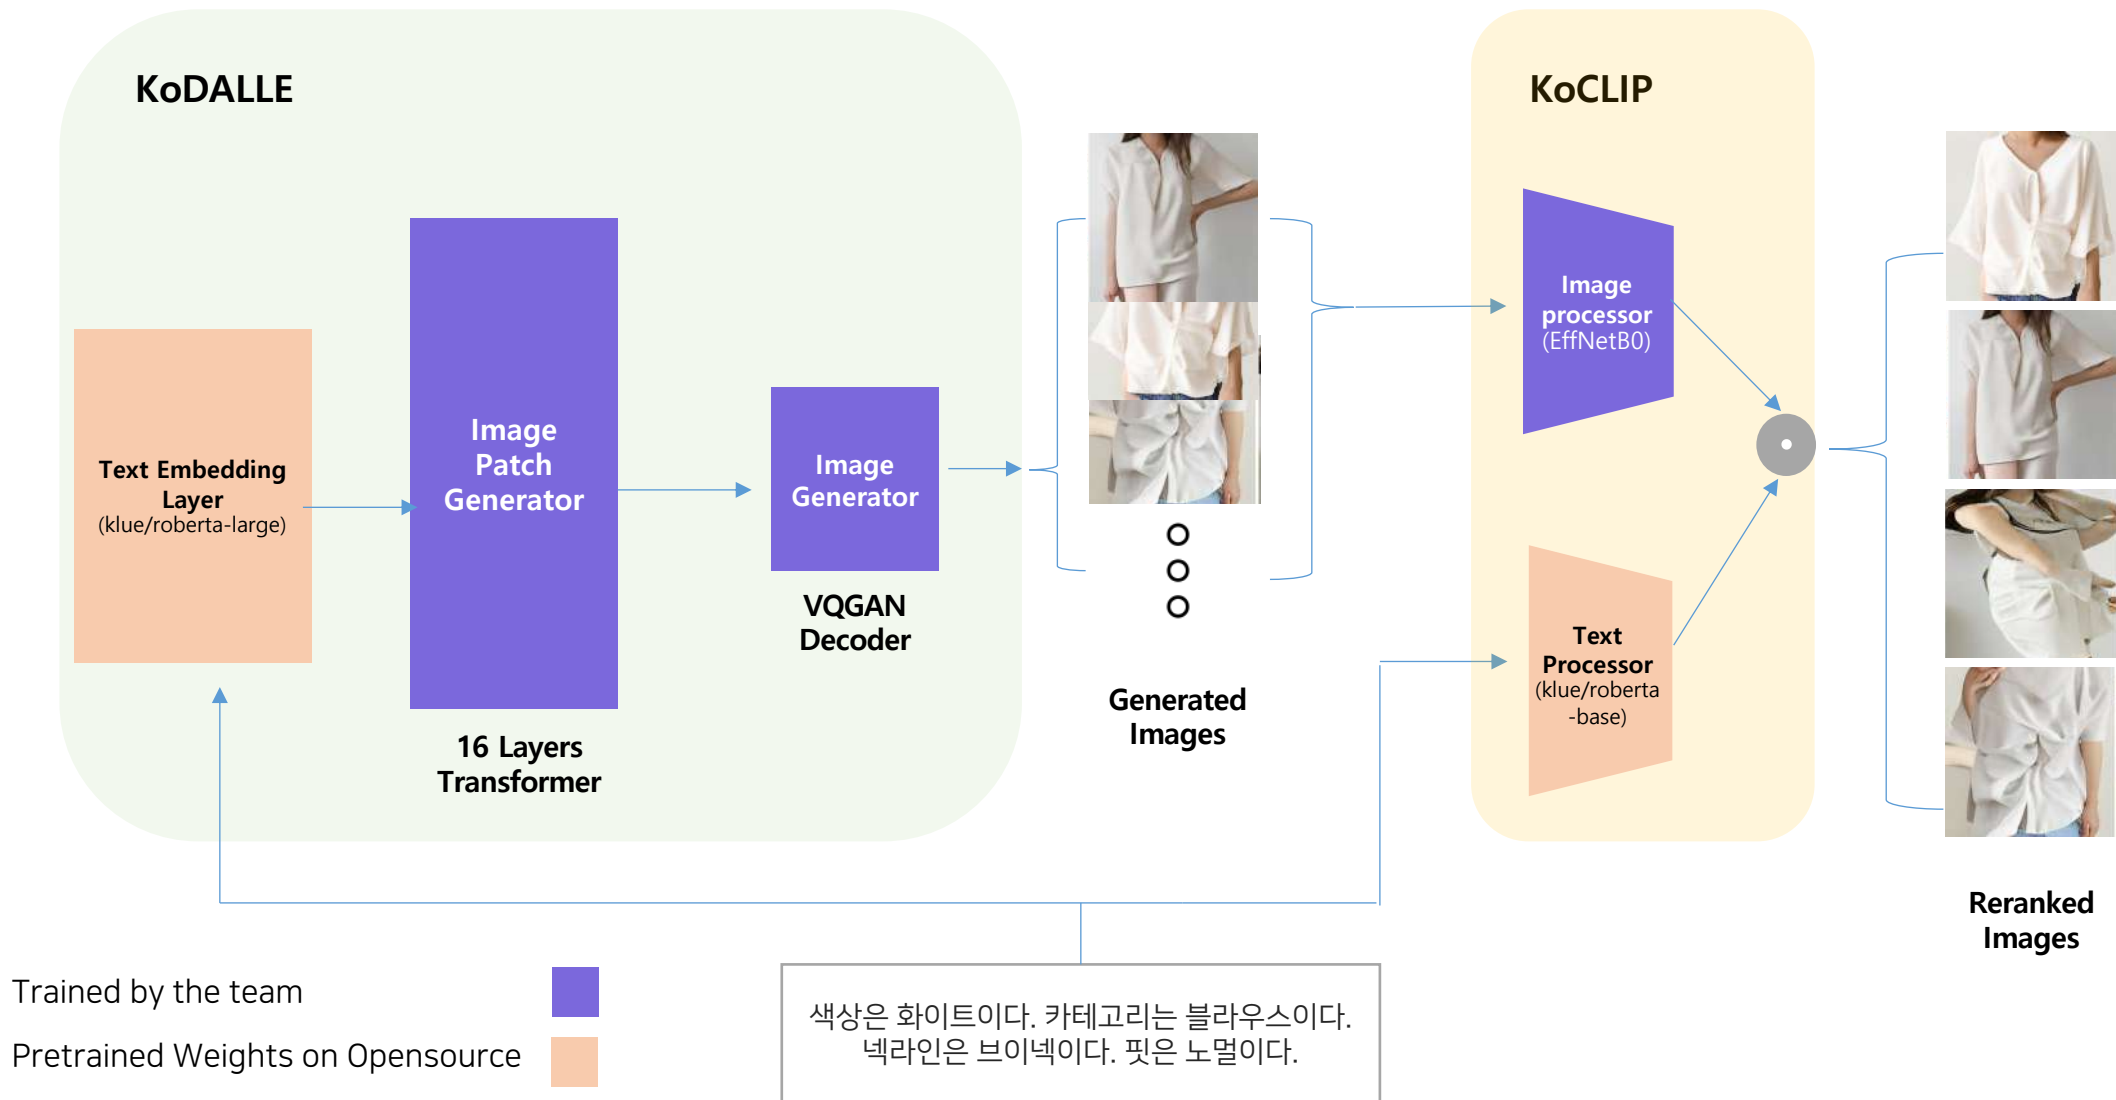 KoDALLE
Text Embedding
Layer
(klue/roberta-large)
Image
Patch
Generator
16 Layers
Transformer
Image
Generator
VQGAN
Decoder
Generated
Images
KoCLIP
Image
processor
(EffNetB0)
Text
Processor
(klue/roberta
-base)
Reranked
Images
Trained by the team
Pretrained Weights on Opensource
색상은 화이트이다. 카테고리는 블라우스이다.
넥라인은 브이넥이다. 핏은 노멀이다.